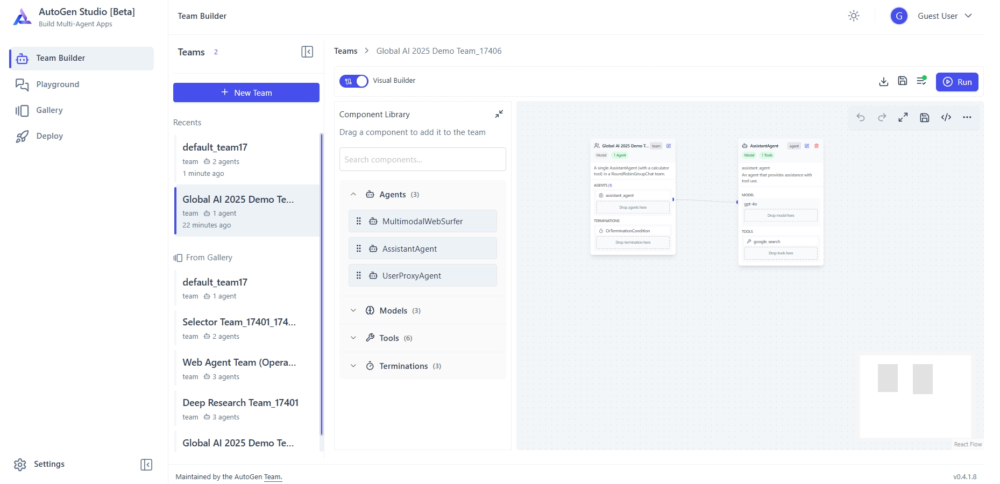 AutoGen Studio [Beta]
Build Multi-Agent Apps
Team Builder
Playground
Gallery
Deploy
Settings
Team Builder
G
Guest User
Teams 2
New Team
Recents
default_team17
team 2 agents
1 minute ago
Global AI 2025 Demo Te...
team 1 agent
22 minutes ago
From Gallery
default_team17
team 1 agent
Selector Team_17401_174...
team 2 agents
Web Agent Team (Opera...
team 3 agents
Deep Research Team_17401
team 3 agents
Global AI 2025 Demo Te...
Teams > Global AI 2025 Demo Team_17406
Visual Builder
Run
Component Library
Drag a component to add it to the team
Search components...
Agents (3)
MultimodalWebSurfer
AssistantAgent
UserProxyAgent
Models (3)
Tools (6)
Terminations (3)
Global AI 2025 Demo T... team
Model 1 Agent
A single AssistantAgent (with a calculator
tool) in a RoundRobinGroupChat team.
AGENTS (1)
assistant_agent
Drop agents here
TERMINATIONS
OrTerminationCondition
Drop termination here
AssistantAgent agent
Model 1 Tools
assistant_agent
An agent that provides assistance with
tool use.
MODEL
gpt-4o
Drop model here
TOOLS
google_search
Drop tools here
React Flow
Maintained by the AutoGen Team.
v0.4.1.8